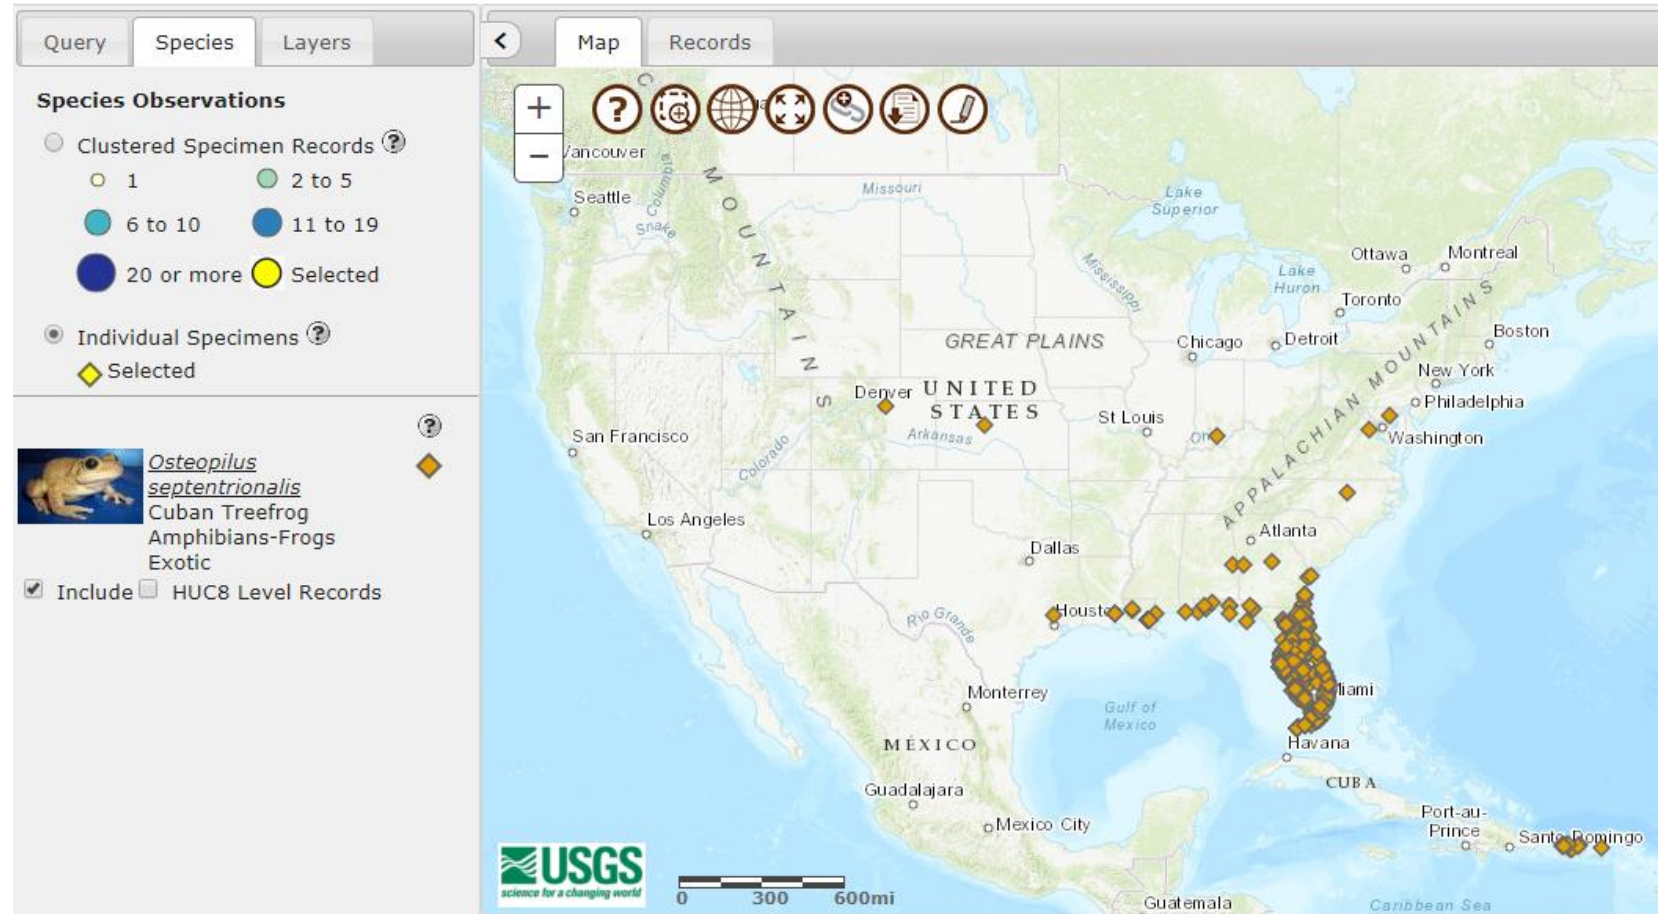 Query Species Layers
Species Observations
Clustered Specimen Records ?
1 2 to 5
6 to 10 11 to 19
20 or more Selected
Individual Specimens ?
Selected
?
Osteopilus
septentrionalis
Cuban Treefrog
Amphibians-Frogs
Exotic
Include HUC8 Level Records
< Map Records
+
−
?
Vancouver
Seattle
Columbia
Snake
MOUNTAINS
Missouri
Lake
Superior
Mississippi
Ottawa
Montreal
Lake
Huron
Toronto
GREAT PLAINS
Chicago
Detroit
Boston
New York
Philadelphia
APPALACHIAN MOUNTAINS
Denver
UNITED
STATES
St Louis
Washington
San Francisco
Colorado
Arkansas
Los Angeles
Atlanta
Dallas
Rio Grande
Monterrey
Gulf of
Mexico
Havana
MÉXICO
CUBA
Guadalajara
Mexico City
Port-au-
Prince
Santo Domingo
Guatemala
Caribbean Sea
USGS
science for a changing world
0 300 600mi